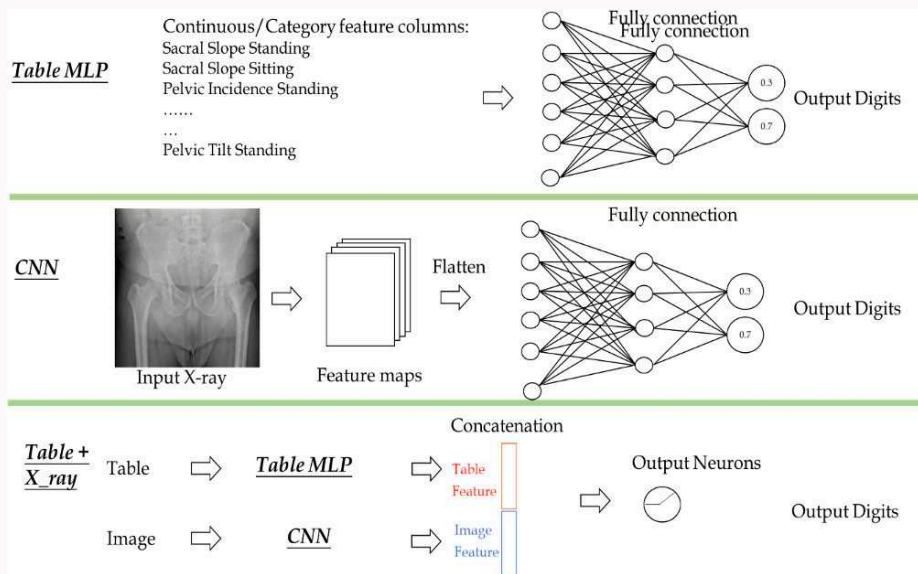 Table MLP
Continuous/Category feature columns:
Sacral Slope Standing
Sacral Slope Sitting
Pelvic Incidence Standing
......
...
Pelvic Tilt Standing
Fully connection
Fully connection
0.3
0.7
Output Digits
CNN
Input X-ray
Feature maps
Flatten
Fully connection
0.3
0.7
Output Digits
Table +
X_ray
Table
Table MLP
Concatenation
Table
Feature
Output Neurons
Output Digits
Image
CNN
Image
Feature